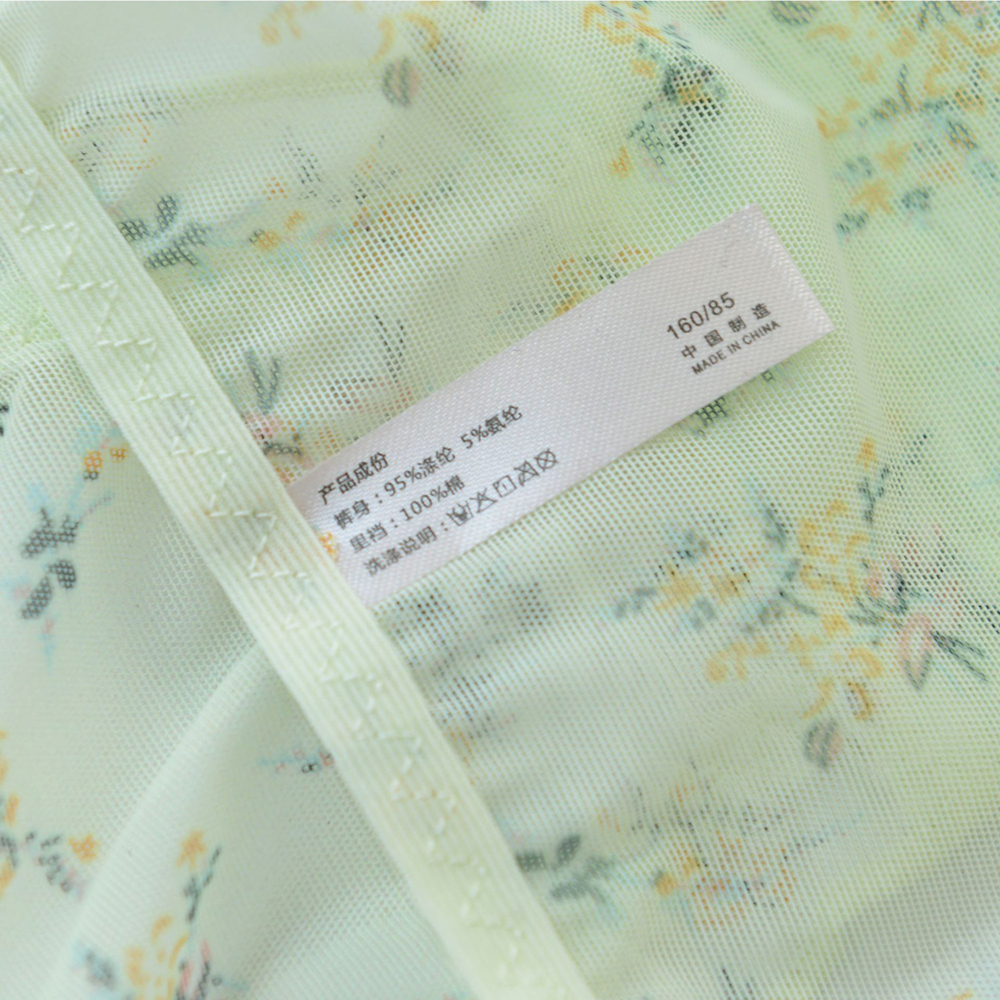 160/85
中国制造
MADE IN CHINA
产品成份
裤身：95%涤纶 5%氨纶
里裆：100%棉
洗涤说明：